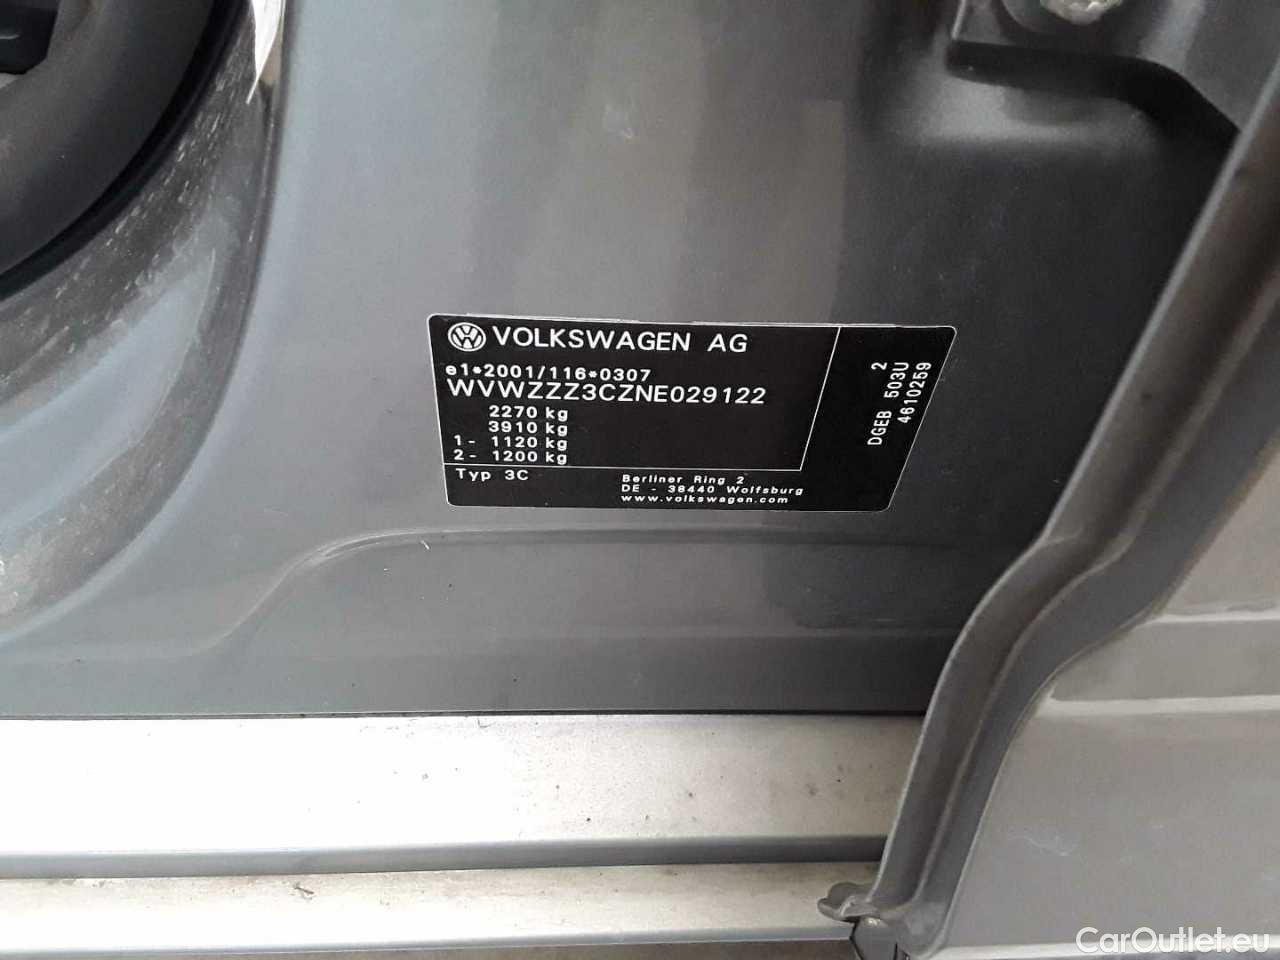 VOLKSWAGEN AG
e1*2001/116*0307
WVWZZZ3CZNE029122
2270 kg
3910 kg
1 - 1120 kg
2 - 1200 kg
Typ 3C
Berliner Ring 2
DE - 38440 Wolfsburg
www.volkswagen.com
2
DGEB 503U
4610259
CarOutlet.eu